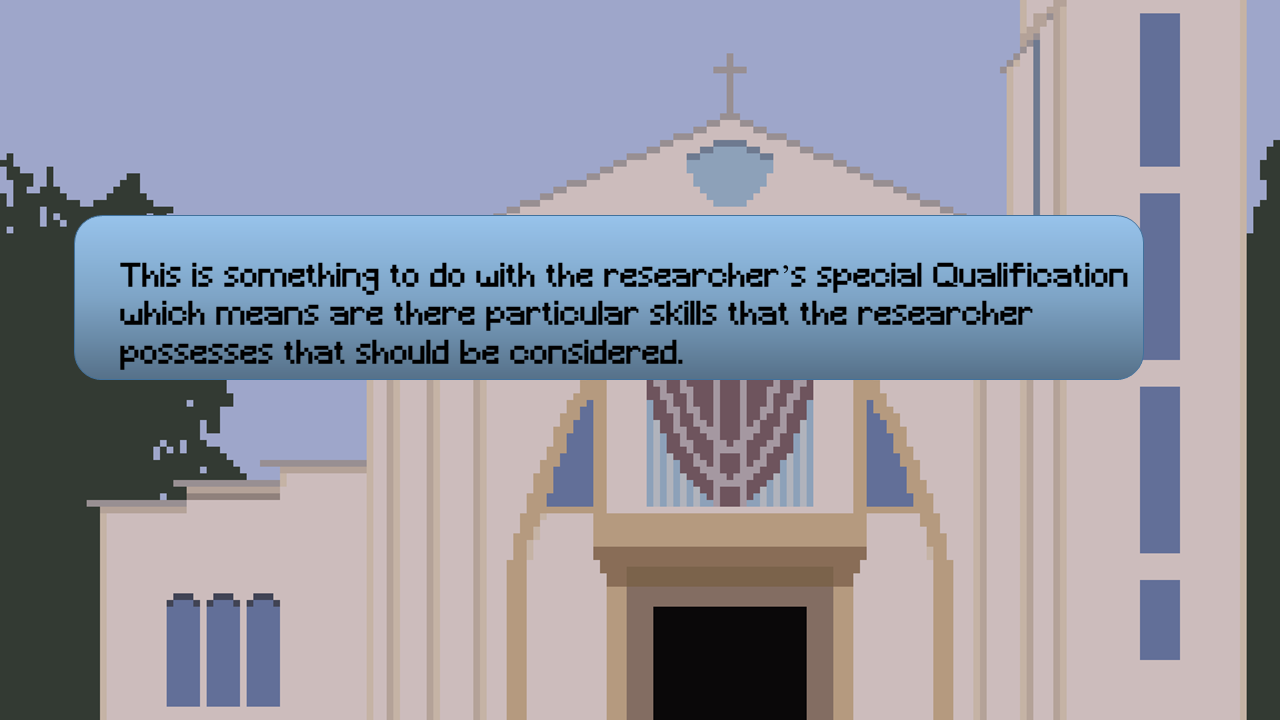 This is something to do with the researcher's special Qualification
which means are there particular skills that the researcher
possesses that should be considered.